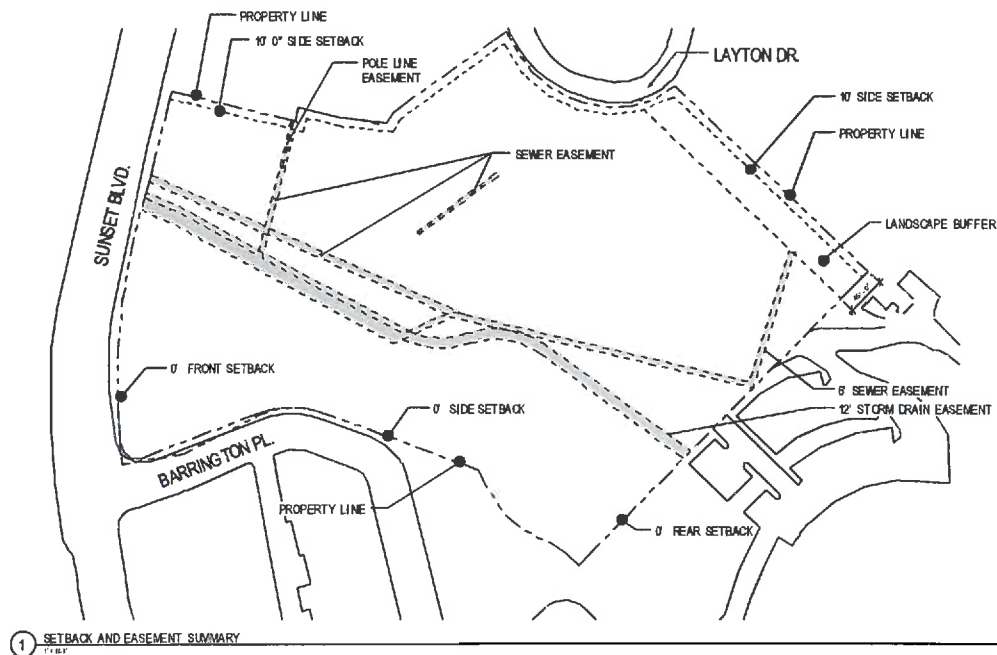 PROPERTY LINE
10' 0" SIDE SETBACK
POLE LINE
EASEMENT
LAYTON DR.
10' SIDE SETBACK
PROPERTY LINE
SEWER EASEMENT
SUNSET BLVD.
LANDSCAPE BUFFER
0' FRONT SETBACK
6' SEWER EASEMENT
0' SIDE SETBACK
12' STORM DRAIN EASEMENT
BARRINGTON PL.
PROPERTY LINE
0' REAR SETBACK
1 SETBACK AND EASEMENT SUMMARY